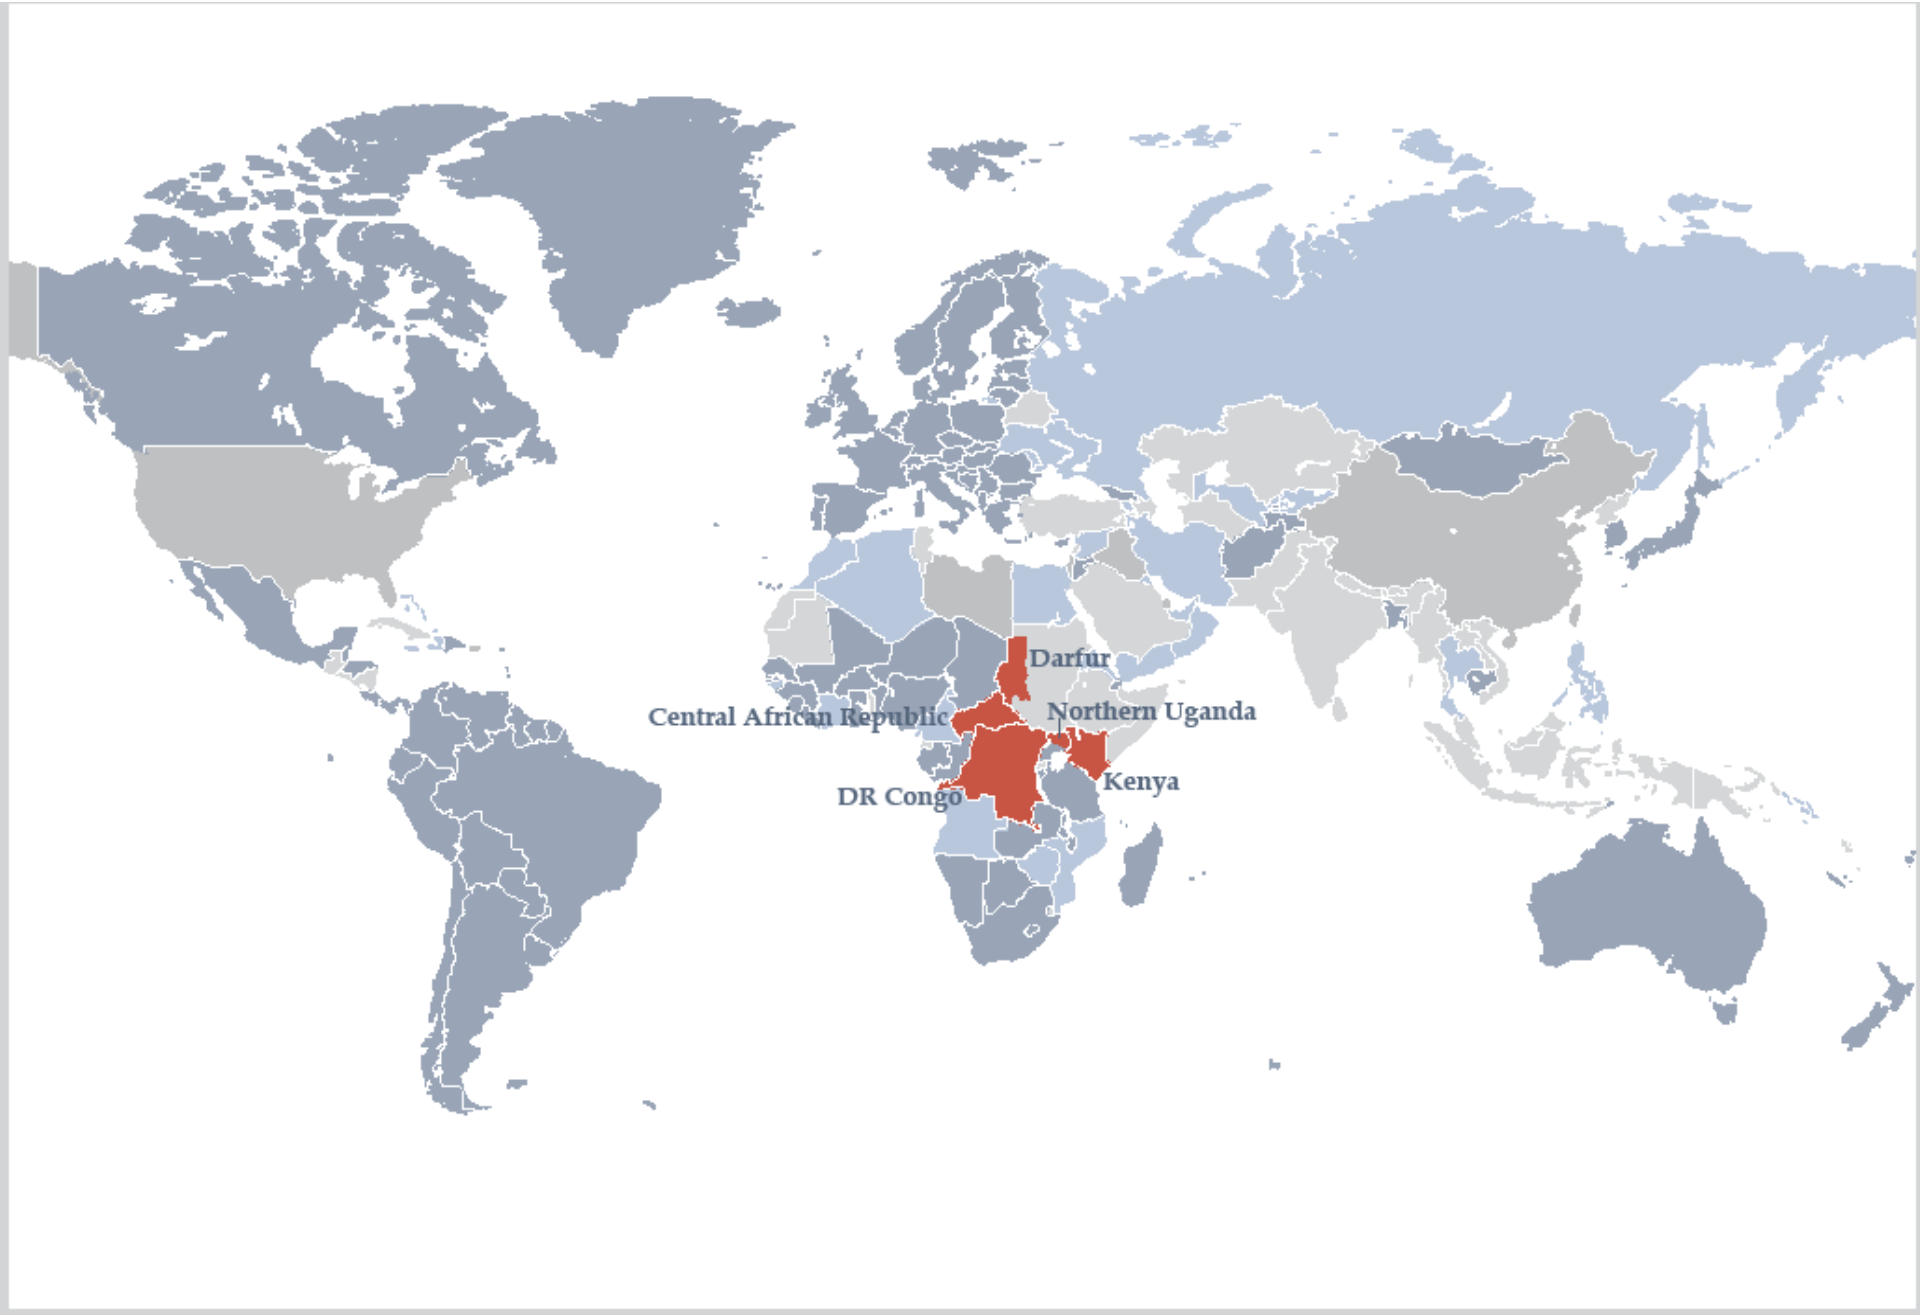 Darfur
Central African Republic
Northern Uganda
DR Congo
Kenya